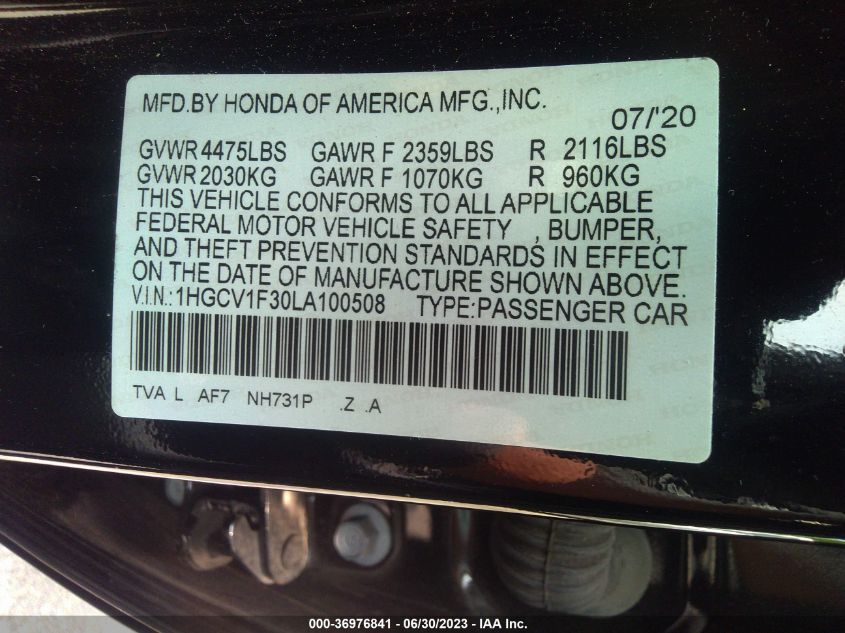 MFD.BY HONDA OF AMERICA MFG.,INC.
07/'20
GVWR 4475LBS GAWR F 2359LBS R 2116LBS
GVWR 2030KG GAWR F 1070KG R 960KG
THIS VEHICLE CONFORMS TO ALL APPLICABLE
FEDERAL MOTOR VEHICLE SAFETY , BUMPER,
AND THEFT PREVENTION STANDARDS IN EFFECT
ON THE DATE OF MANUFACTURE SHOWN ABOVE.
V.I.N.:1HGCV1F30LA100508 TYPE:PASSENGER CAR
TVA L AF7 NH731P .Z .A
000-36976841 - 06/30/2023 - IAA Inc.